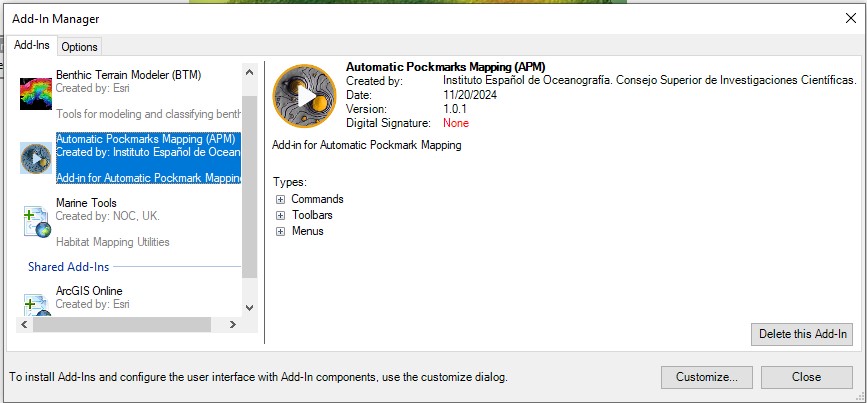 Add-In Manager
Add-Ins
Options
Benthic Terrain Modeler (BTM)
Created by: Esri
Tools for modeling and classifying benth
Automatic Pockmarks Mapping (APM)
Created by: Instituto Español de Ocean
Add-in for Automatic Pockmark Mapping
Marine Tools
Created by: NOC, UK.
Habitat Mapping Utilities
Shared Add-Ins
ArcGIS Online
Created by: Esri
Automatic Pockmarks Mapping (APM)
Created by: Instituto Español de Oceanografía. Consejo Superior de Investigaciones Científicas.
Date: 11/20/2024
Version: 1.0.1
Digital Signature: None
Add-in for Automatic Pockmark Mapping
Types:
Commands
Toolbars
Menus
Delete this Add-In
To install Add-Ins and configure the user interface with Add-In components, use the customize dialog.
Customize...
Close